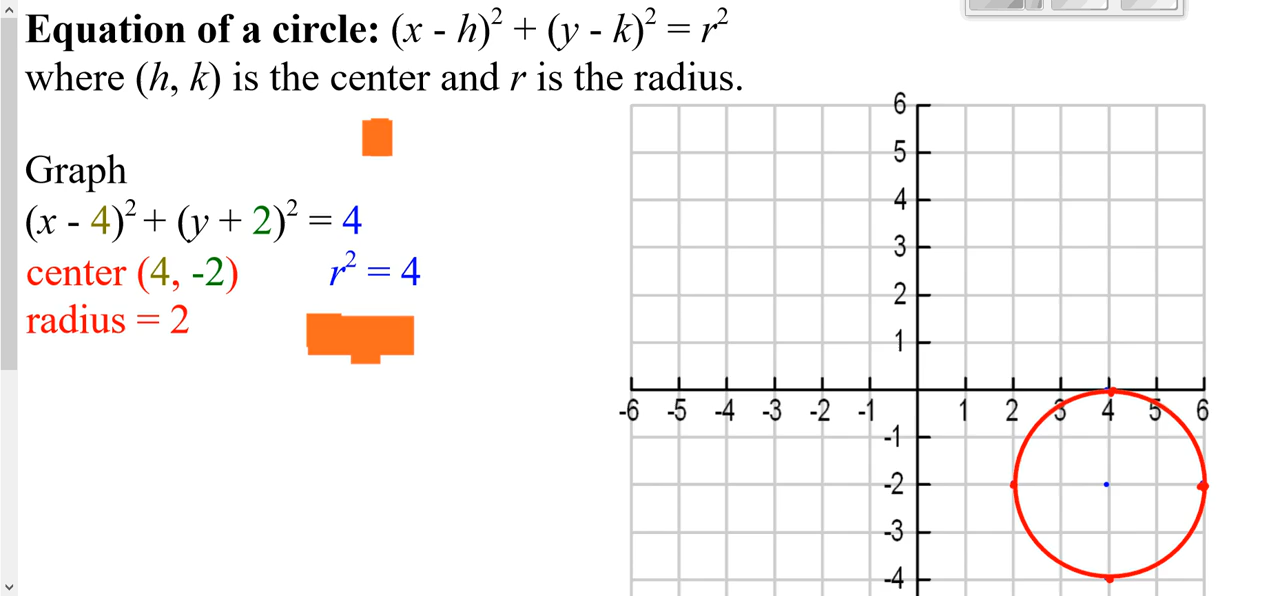 Equation of a circle: (x - h)² + (y - k)² = r²
where (h, k) is the center and r is the radius.
Graph
(x - 4)² + (y + 2)² = 4
center (4, -2) r² = 4
radius = 2
6
5
4
3
2
1
-6 -5 -4 -3 -2 -1 1 2 3 4 5 6
-1
-2
-3
-4